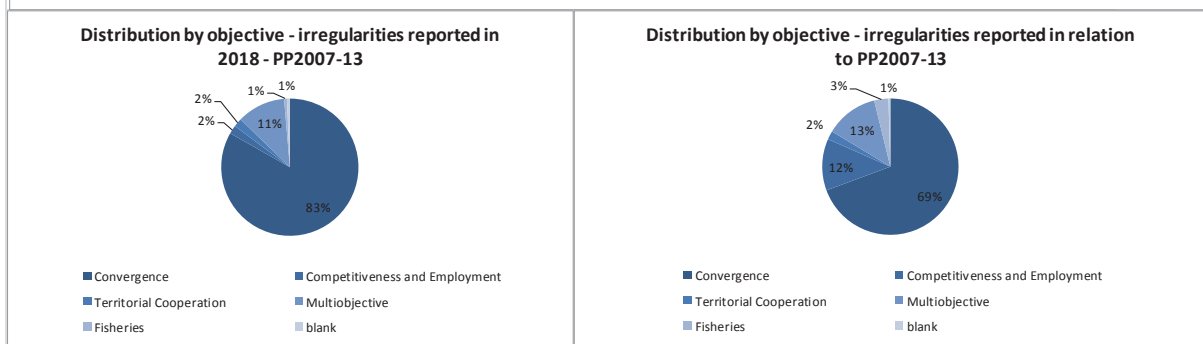 Distribution by objective - irregularities reported in
2018 - PP2007-13
1%
1%
2%
2%
11%
83%
Convergence
Competitiveness and Employment
Territorial Cooperation
Multiobjective
Fisheries
blank
Distribution by objective - irregularities reported in relation
to PP2007-13
3%
1%
2%
13%
12%
69%
Convergence
Competitiveness and Employment
Territorial Cooperation
Multiobjective
Fisheries
blank